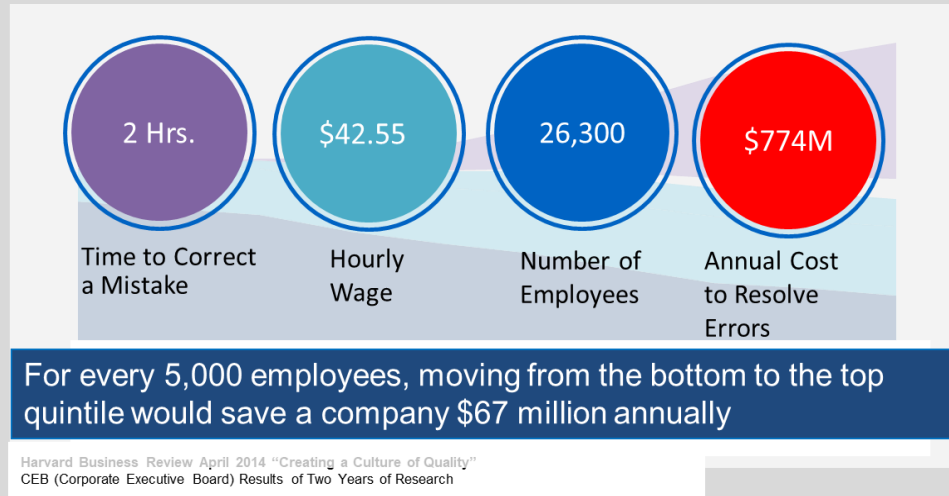 2 Hrs.
$42.55
26,300
$774M
Time to Correct
a Mistake
Hourly
Wage
Number of
Employees
Annual Cost
to Resolve
Errors
For every 5,000 employees, moving from the bottom to the top
quintile would save a company $67 million annually
Harvard Business Review April 2014 “Creating a Culture of Quality”
CEB (Corporate Executive Board) Results of Two Years of Research